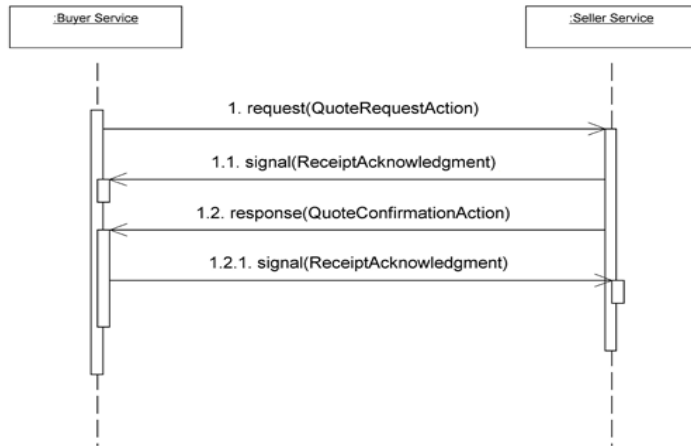 :Buyer Service
:Seller Service
1. request(QuoteRequestAction)
1.1. signal(ReceiptAcknowledgment)
1.2. response(QuoteConfirmationAction)
1.2.1. signal(ReceiptAcknowledgment)